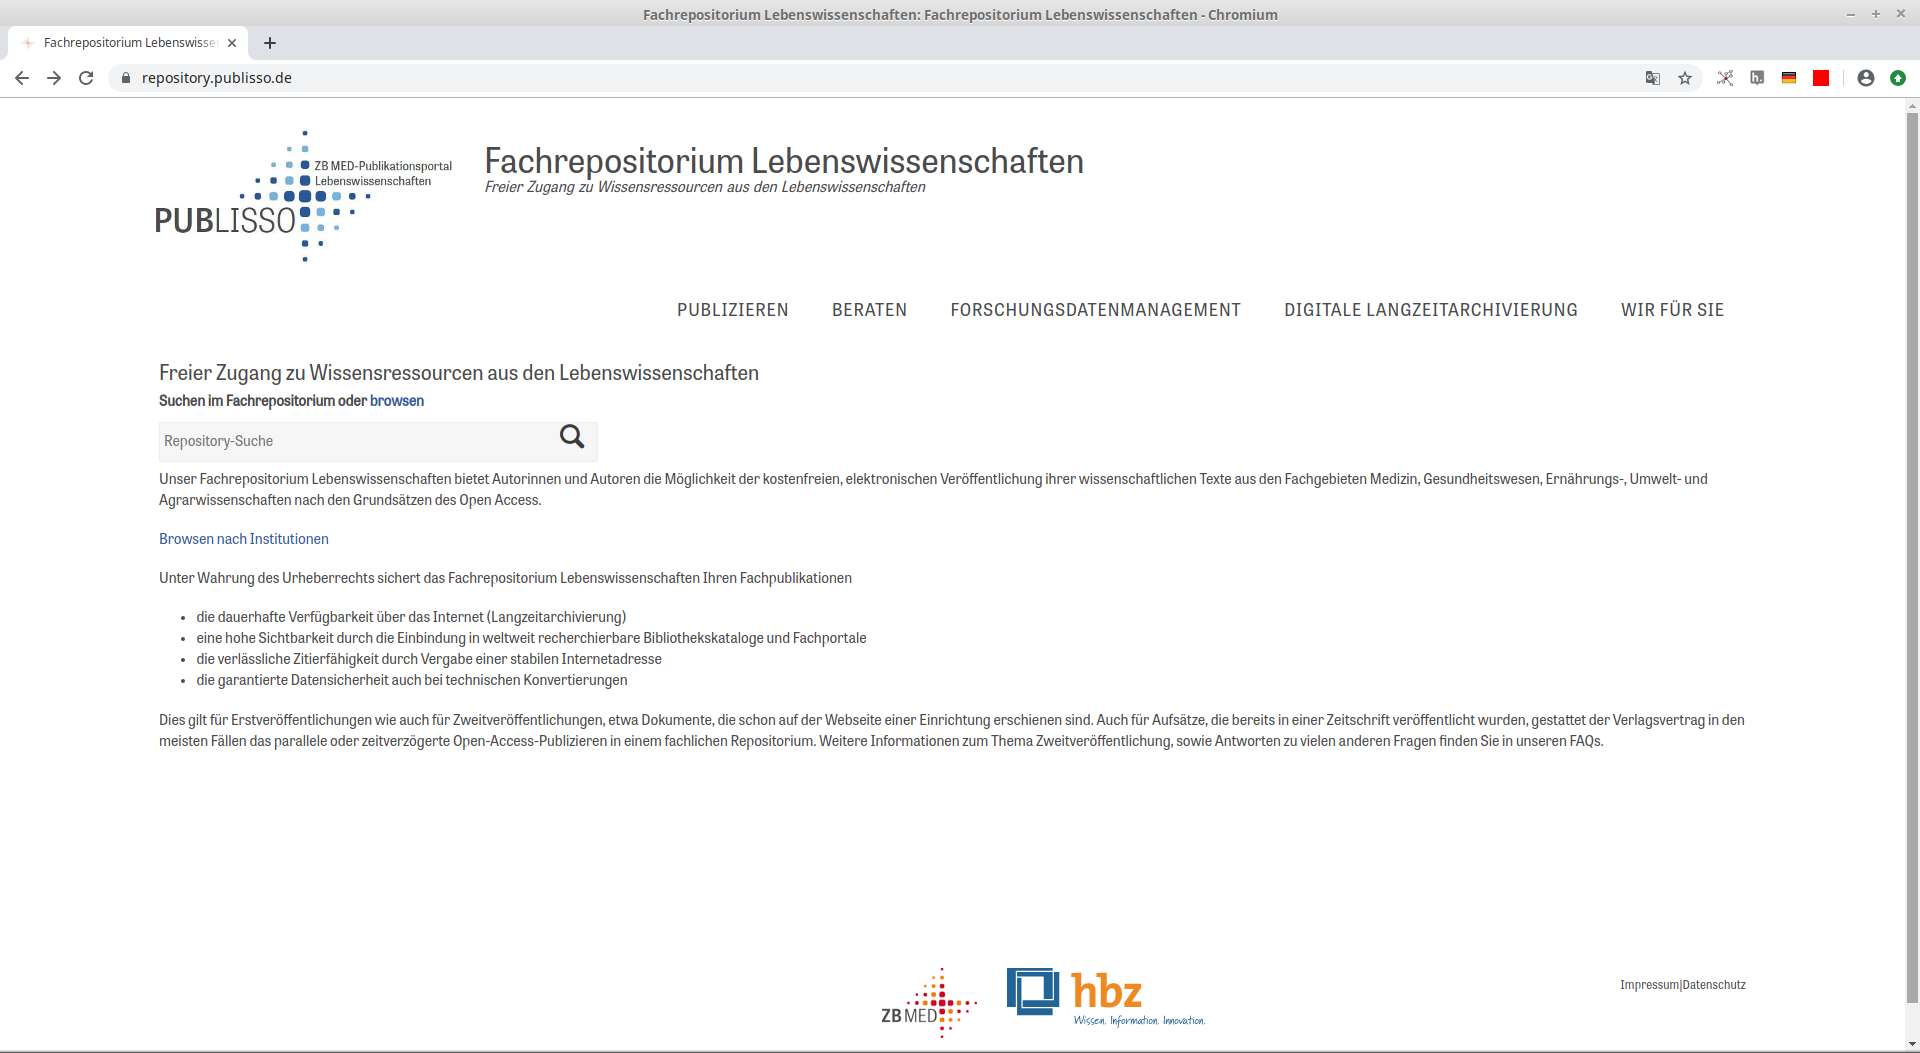 Fachrepositorium Lebenswissenschaften: Fachrepositorium Lebenswissenschaften - Chromium
Fachrepositorium Lebenswisse
repository.publisso.de
ZB MED-Publikationsportal
Lebenswissenschaften
PUBLISSO
Fachrepositorium Lebenswissenschaften
Freier Zugang zu Wissensressourcen aus den Lebenswissenschaften
PUBLIZIEREN BERATEN FORSCHUNGSDATENMANAGEMENT DIGITALE LANGZEITARCHIVIERUNG WIR FÜR SIE
Freier Zugang zu Wissensressourcen aus den Lebenswissenschaften
Suchen im Fachrepositorium oder browsen
Repository-Suche
Unser Fachrepositorium Lebenswissenschaften bietet Autorinnen und Autoren die Möglichkeit der kostenfreien, elektronischen Veröffentlichung ihrer wissenschaftlichen Texte aus den Fachgebieten Medizin, Gesundheitswesen, Ernährungs-, Umwelt- und
Agrarwissenschaften nach den Grundsätzen des Open Access.
Browsen nach Institutionen
Unter Wahrung des Urheberrechts sichert das Fachrepositorium Lebenswissenschaften Ihren Fachpublikationen
• die dauerhafte Verfügbarkeit über das Internet (Langzeitarchivierung)
• eine hohe Sichtbarkeit durch die Einbindung in weltweit recherchierbare Bibliothekskataloge und Fachportale
• die verlässliche Zitierfähigkeit durch Vergabe einer stabilen Internetadresse
• die garantierte Datensicherheit auch bei technischen Konvertierungen
Dies gilt für Erstveröffentlichungen wie auch für Zweitveröffentlichungen, etwa Dokumente, die schon auf der Webseite einer Einrichtung erschienen sind. Auch für Aufsätze, die bereits in einer Zeitschrift veröffentlicht wurden, gestattet der Verlagsvertrag in den
meisten Fällen das parallele oder zeitverzögerte Open-Access-Publizieren in einem fachlichen Repositorium. Weitere Informationen zum Thema Zweitveröffentlichung, sowie Antworten zu vielen anderen Fragen finden Sie in unseren FAQs.
ZB MED
hbz
Wissen. Information. Innovation.
Impressum|Datenschutz